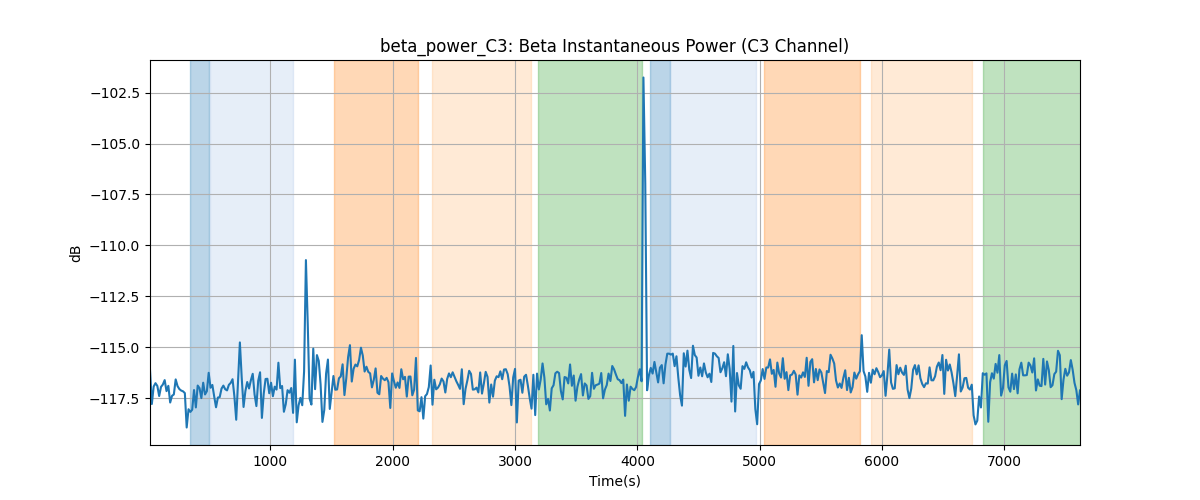 beta_power_C3: Beta Instantaneous Power (C3 Channel)
−102.5
−105.0
−107.5
−110.0
−112.5
−115.0
−117.5
dB
1000 2000 3000 4000 5000 6000 7000
Time(s)